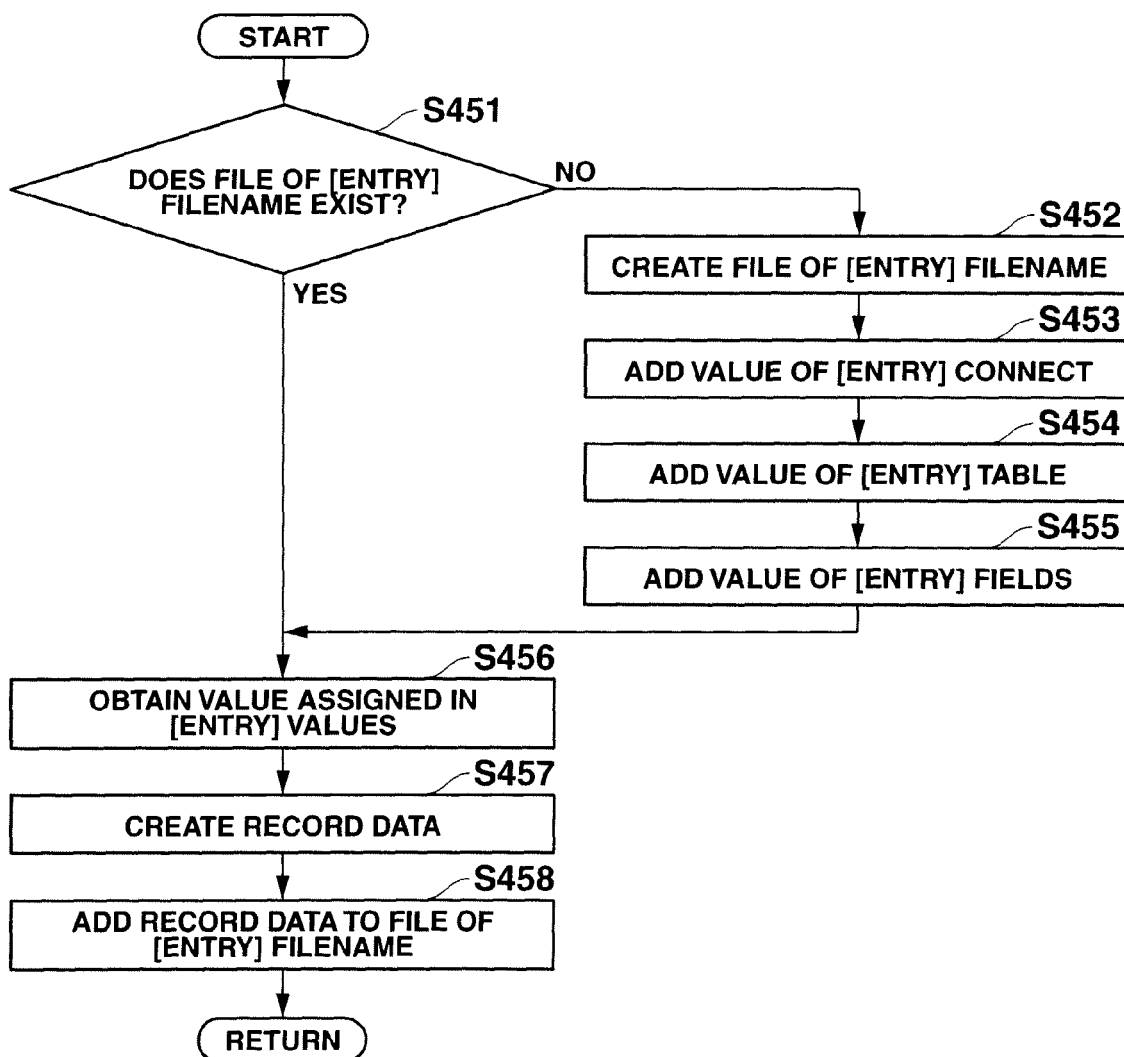 START
S451
DOES FILE OF [ENTRY]
FILENAME EXIST?
NO
YES
S452
CREATE FILE OF [ENTRY] FILENAME
S453
ADD VALUE OF [ENTRY] CONNECT
S454
ADD VALUE OF [ENTRY] TABLE
S455
ADD VALUE OF [ENTRY] FIELDS
S456
OBTAIN VALUE ASSIGNED IN
[ENTRY] VALUES
S457
CREATE RECORD DATA
S458
ADD RECORD DATA TO FILE OF
[ENTRY] FILENAME
RETURN